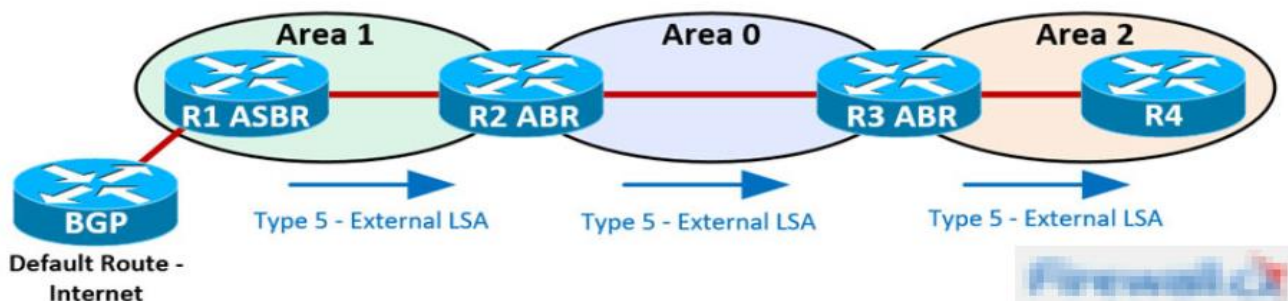 Area 1
Area 0
Area 2
R1 ASBR
R2 ABR
R3 ABR
R4
BGP
Type 5 - External LSA
Type 5 - External LSA
Type 5 - External LSA
Default Route -
Internet